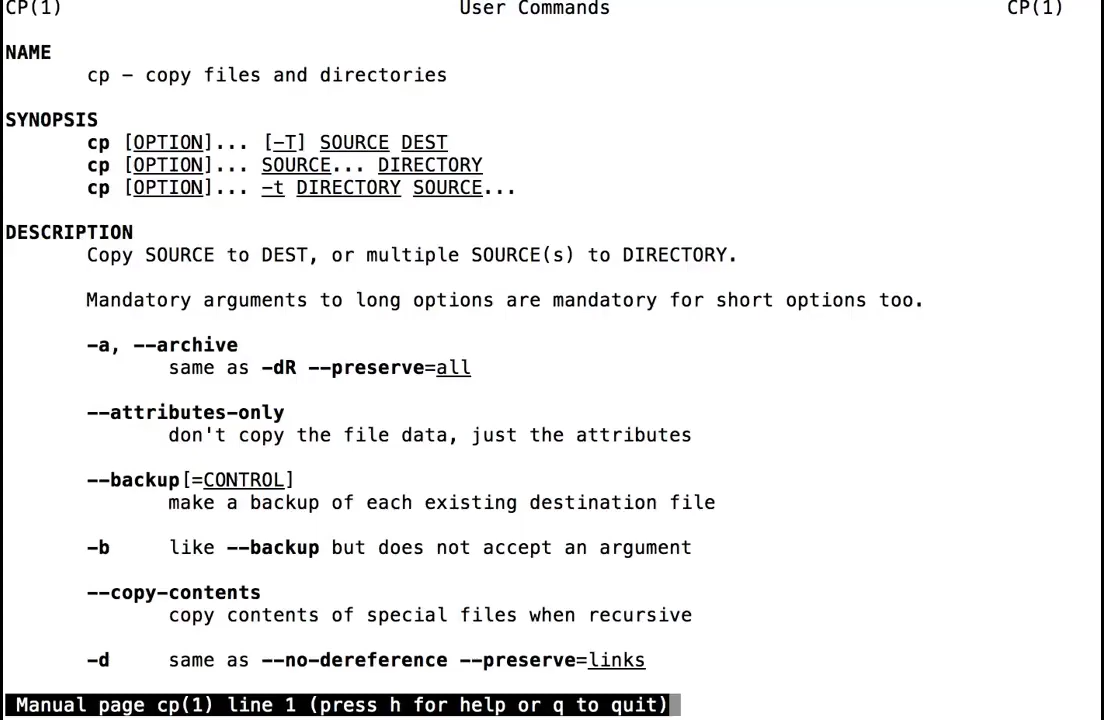 CP(1) User Commands CP(1)
NAME
cp – copy files and directories
SYNOPSIS
cp [OPTION]... [–T] SOURCE DEST
cp [OPTION]... SOURCE... DIRECTORY
cp [OPTION]... –t DIRECTORY SOURCE...
DESCRIPTION
Copy SOURCE to DEST, or multiple SOURCE(s) to DIRECTORY.
Mandatory arguments to long options are mandatory for short options too.
–a, ––archive
same as –dR ––preserve=all
––attributes–only
don't copy the file data, just the attributes
––backup[=CONTROL]
make a backup of each existing destination file
–b like ––backup but does not accept an argument
––copy–contents
copy contents of special files when recursive
–d same as ––no–dereference ––preserve=links
Manual page cp(1) line 1 (press h for help or q to quit)